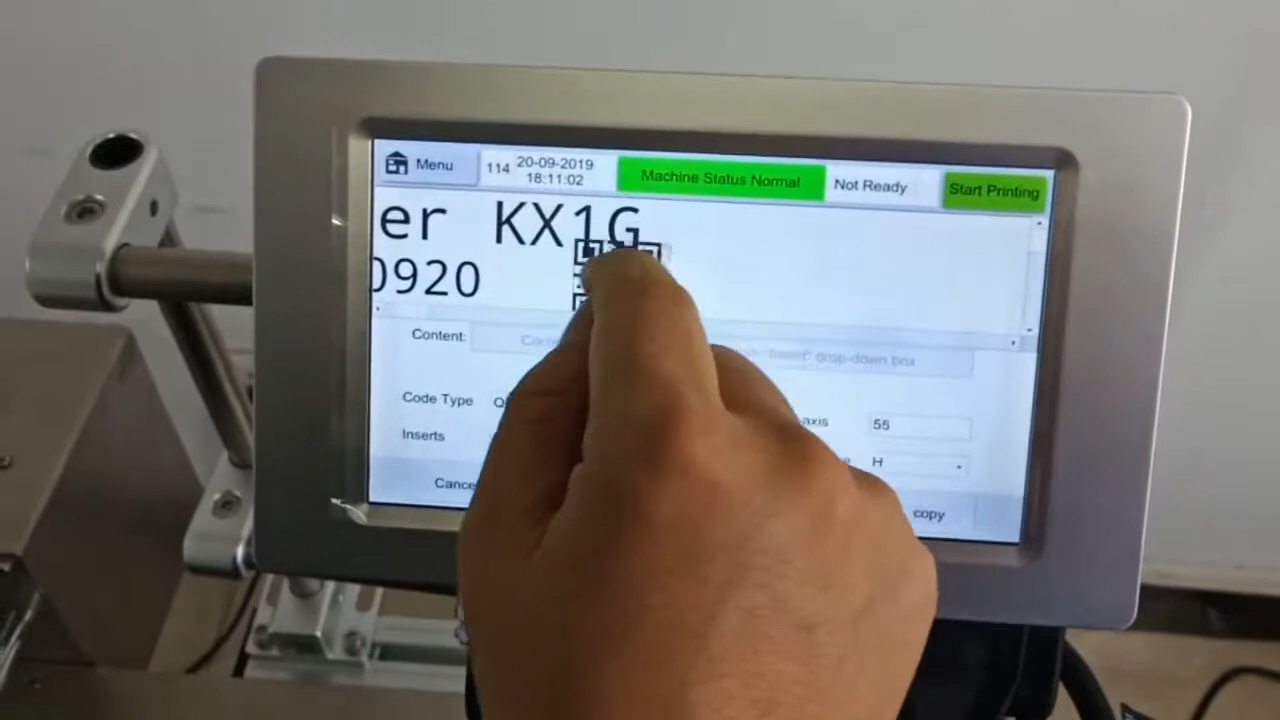 Menu
114
20-09-2019
18:11:02
Machine Status Normal
Not Ready
Start Printing
er KX1G
0920
Content:
"Insert" drop-down box
Code Type
Inserts
axis
55
H
copy